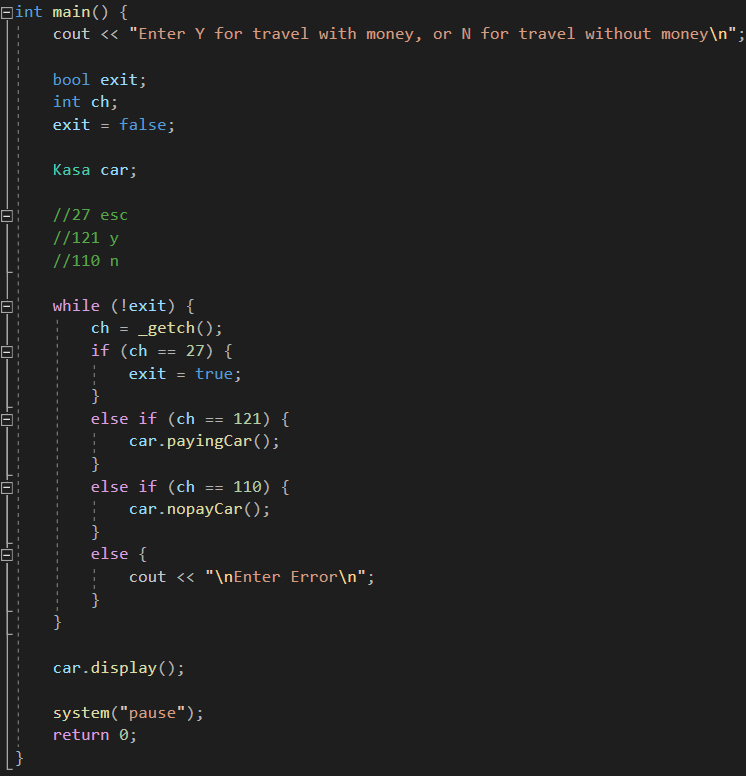 int main() {
    cout << "Enter Y for travel with money, or N for travel without money\n";

    bool exit;
    int ch;
    exit = false;

    Kasa car;

    //27 esc
    //121 y
    //110 n

    while (!exit) {
        ch = _getch();
        if (ch == 27) {
            exit = true;
        }
        else if (ch == 121) {
            car.payingCar();
        }
        else if (ch == 110) {
            car.nopayCar();
        }
        else {
            cout << "\nEnter Error\n";
        }
    }

    car.display();

    system("pause");
    return 0;
}